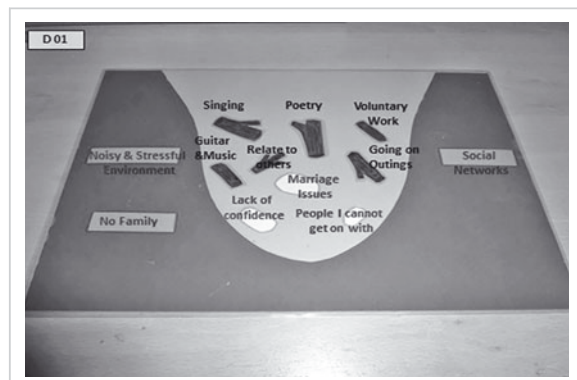 D 01
Singing
Poetry
Voluntary
Work
Guitar
&Music
Relate to
others
Going on
Outings
Noisy & Stressful
Environment
Social
Networks
Marriage
Issues
Lack of
confidence
People I cannot
get on with
No Family